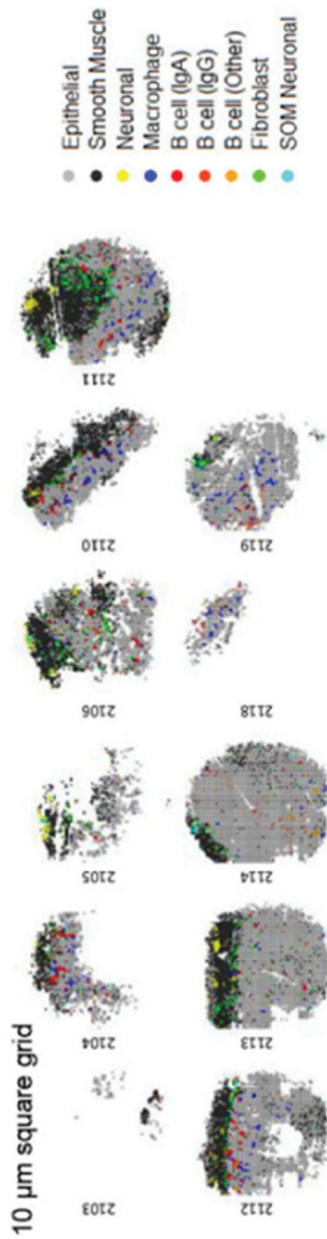 10 µm square grid
2103
2104
2105
2106
2110
2111
2112
2113
2114
2118
2119
Epithelial
Smooth Muscle
Neuronal
Macrophage
B cell (IgA)
B cell (IgG)
B cell (Other)
Fibroblast
SOM Neuronal